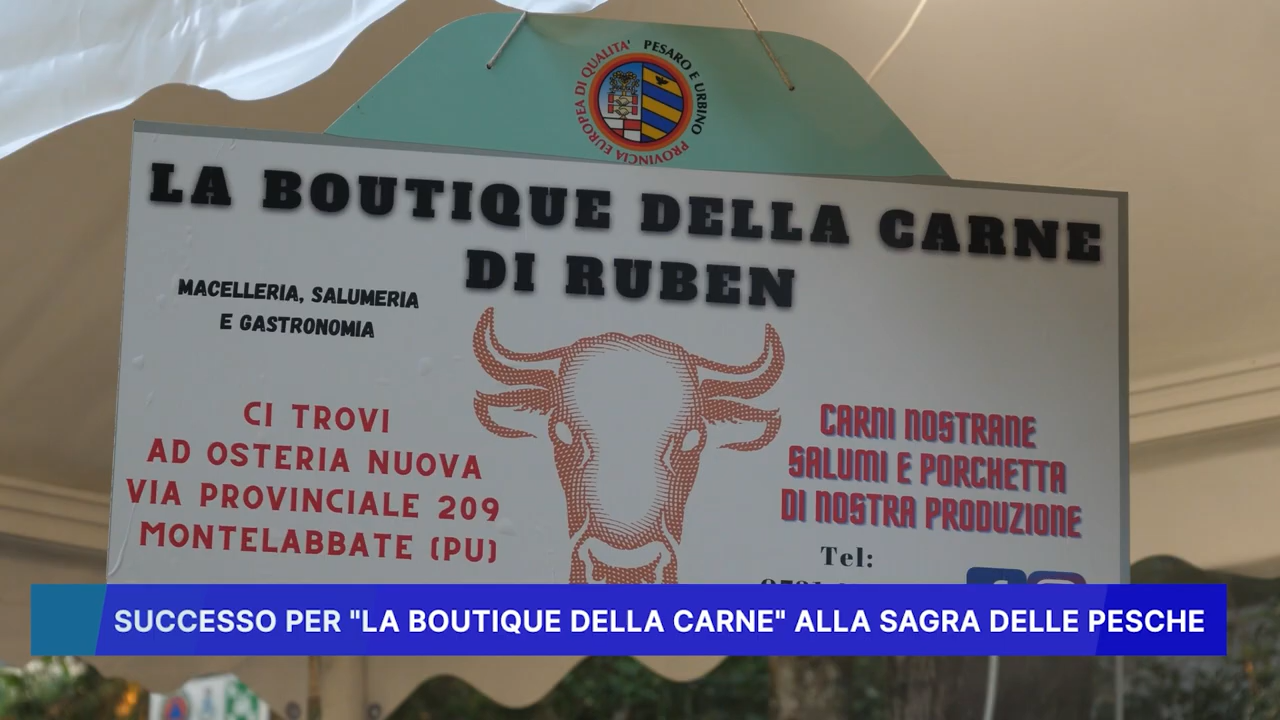 PROVINCIA EUROPEA DI QUALITA' PESARO E URBINO
LA BOUTIQUE DELLA CARNE
DI RUBEN
MACELLERIA, SALUMERIA
E GASTRONOMIA
CI TROVI
AD OSTERIA NUOVA
VIA PROVINCIALE 209
MONTELABBATE (PU)
CARNI NOSTRANE
SALUMI E PORCHETTA
DI NOSTRA PRODUZIONE
Tel:
SUCCESSO PER "LA BOUTIQUE DELLA CARNE" ALLA SAGRA DELLE PESCHE